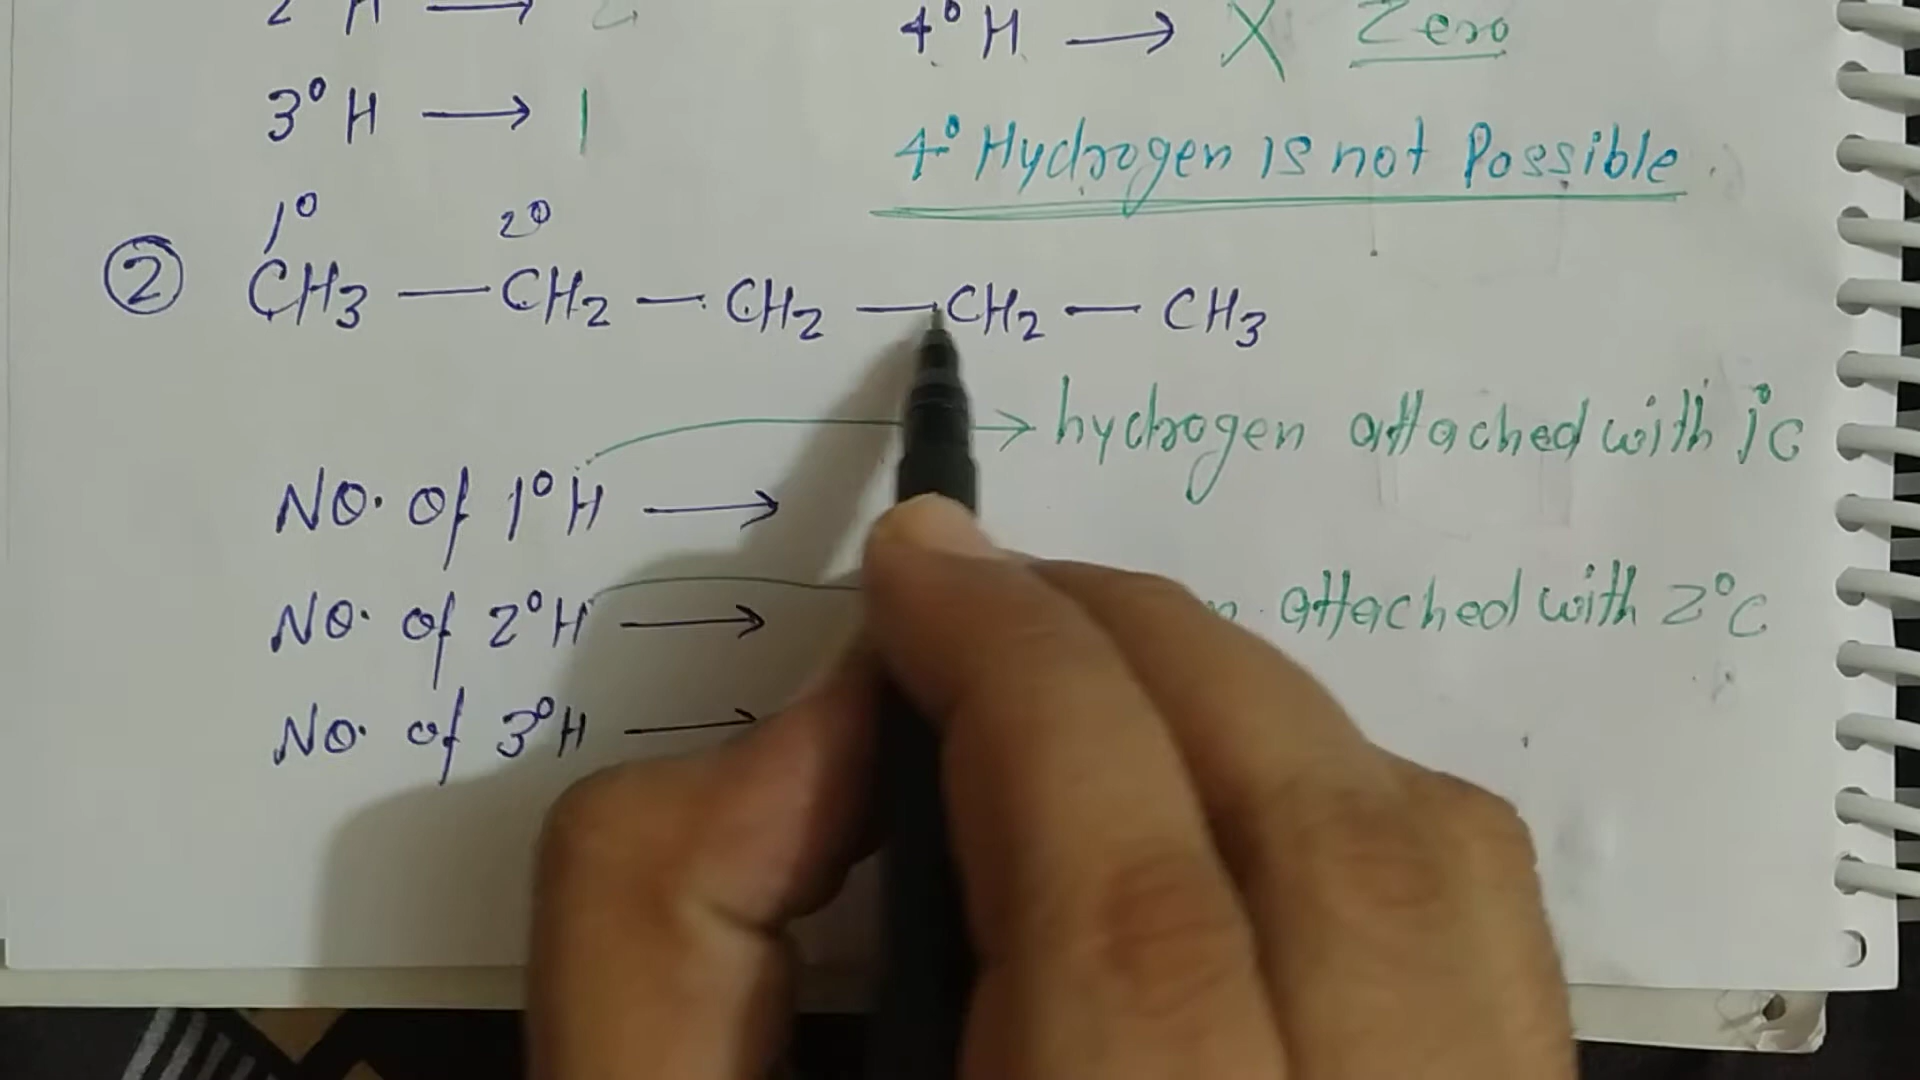 2° H →
4° H → X Zero
3° H → 1
4° Hydrogen is not Possible
1° 2°
② CH3 — CH2 — CH2 — CH2 — CH3
→ hydrogen attached with 1°C
NO. of 1°H →
NO. of 2°H → attached with 2°C
NO. of 3°H →